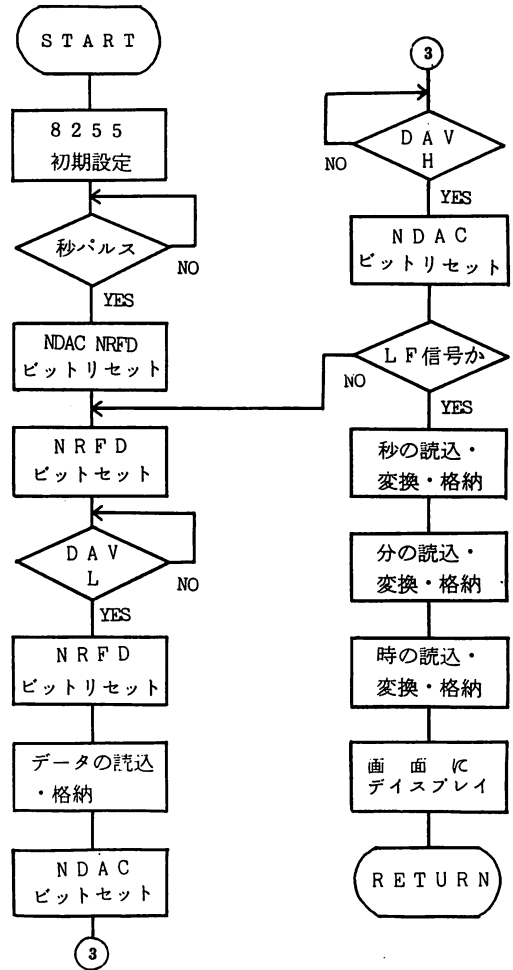 START
8255
初期設定
秒パルス
NO
YES
NDAC NRFD
ビットリセット
NRFD
ビットセット
DAV
L
NO
YES
NRFD
ビットリセット
データの読込
・格納
NDAC
ビットセット
3
3
DAV
H
NO
YES
NDAC
ビットリセット
LF信号か
NO
YES
秒の読込・
変換・格納
分の読込・
変換・格納
時の読込・
変換・格納
画面に
デイスプレイ
RETURN